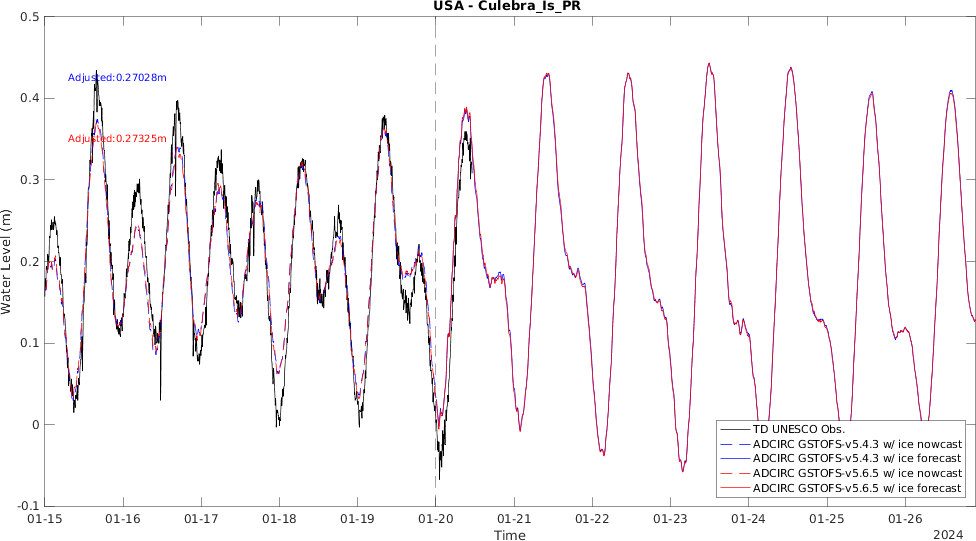 USA - Culebra_Is_PR
0.5
Adjusted:0.27028m
0.4
Adjusted:0.27325m
0.3
Water Level (m)
0.2
0.1
0
TD UNESCO Obs.
ADCIRC GSTOFS-v5.4.3 w/ ice nowcast
ADCIRC GSTOFS-v5.4.3 w/ ice forecast
ADCIRC GSTOFS-v5.6.5 w/ ice nowcast
ADCIRC GSTOFS-v5.6.5 w/ ice forecast
-0.1
01-15 01-16 01-17 01-18 01-19 01-20 01-21 01-22 01-23 01-24 01-25 01-26
Time
2024